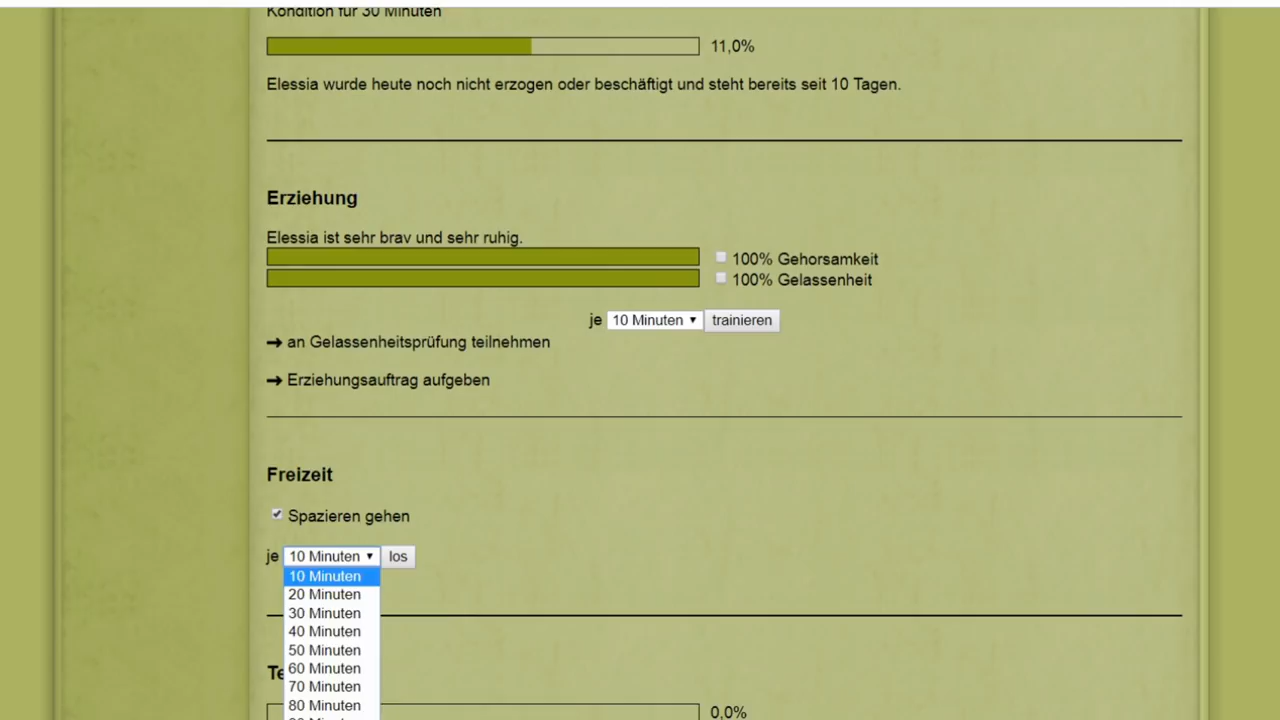 Kondition für 30 Minuten
11,0%
Elessia wurde heute noch nicht erzogen oder beschäftigt und steht bereits seit 10 Tagen.
Erziehung
Elessia ist sehr brav und sehr ruhig.
100% Gehorsamkeit
100% Gelassenheit
je 10 Minuten trainieren
an Gelassenheitsprüfung teilnehmen
Erziehungsauftrag aufgeben
Freizeit
Spazieren gehen
je 10 Minuten los
10 Minuten
20 Minuten
30 Minuten
40 Minuten
50 Minuten
60 Minuten
70 Minuten
80 Minuten
0,0%